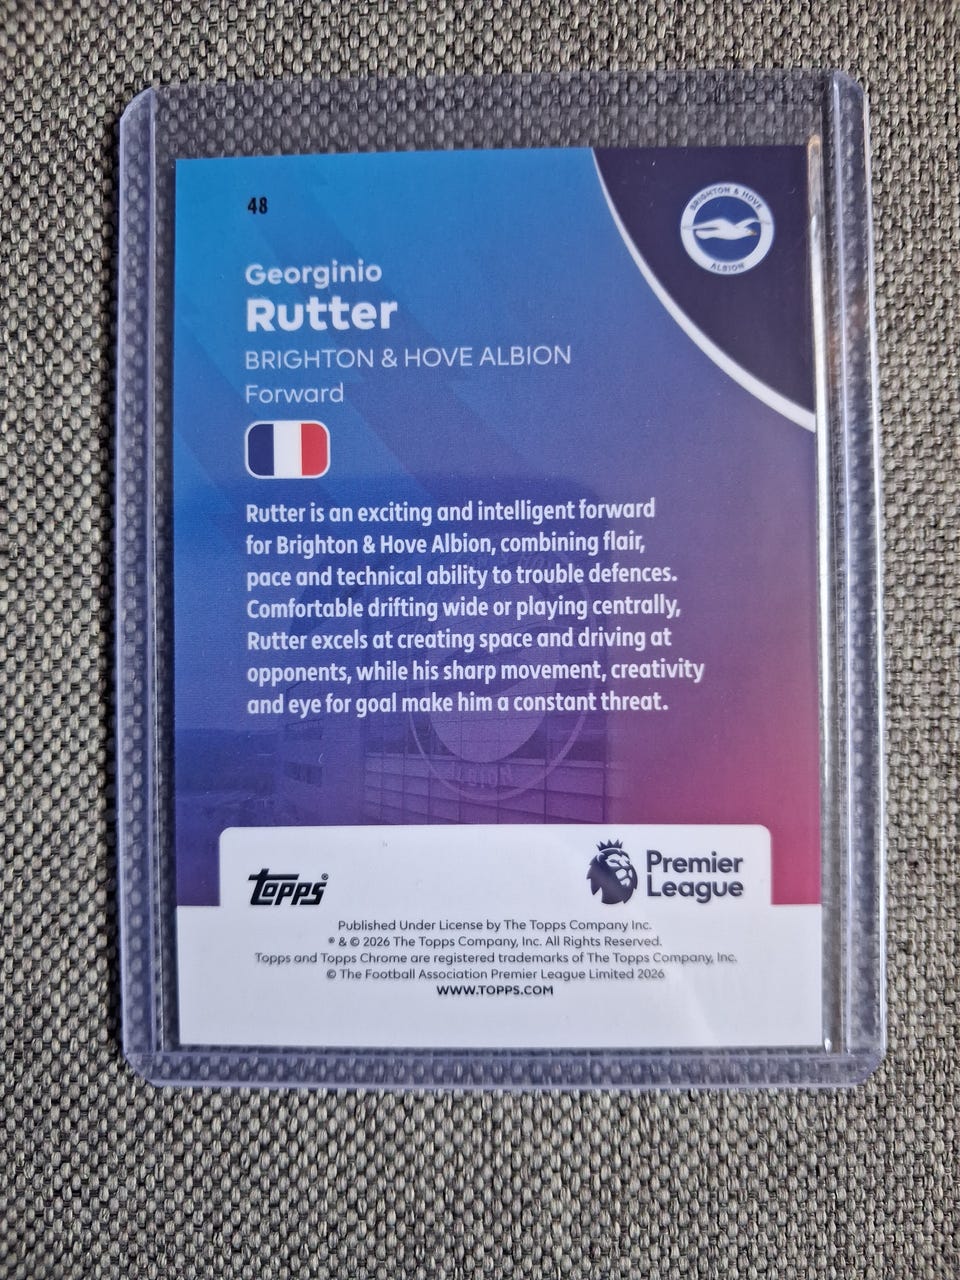 48
BRIGHTON & HOVE
ALBION
Georginio
Rutter
BRIGHTON & HOVE ALBION
Forward
Rutter is an exciting and intelligent forward
for Brighton & Hove Albion, combining flair,
pace and technical ability to trouble defences.
Comfortable drifting wide or playing centrally,
Rutter excels at creating space and driving at
opponents, while his sharp movement, creativity
and eye for goal make him a constant threat.
ALBION
Topps®
Premier
League
Published Under License by The Topps Company Inc.
® & © 2026 The Topps Company, Inc. All Rights Reserved.
Topps and Topps Chrome are registered trademarks of The Topps Company, Inc.
© The Football Association Premier League Limited 2026
WWW.TOPPS.COM